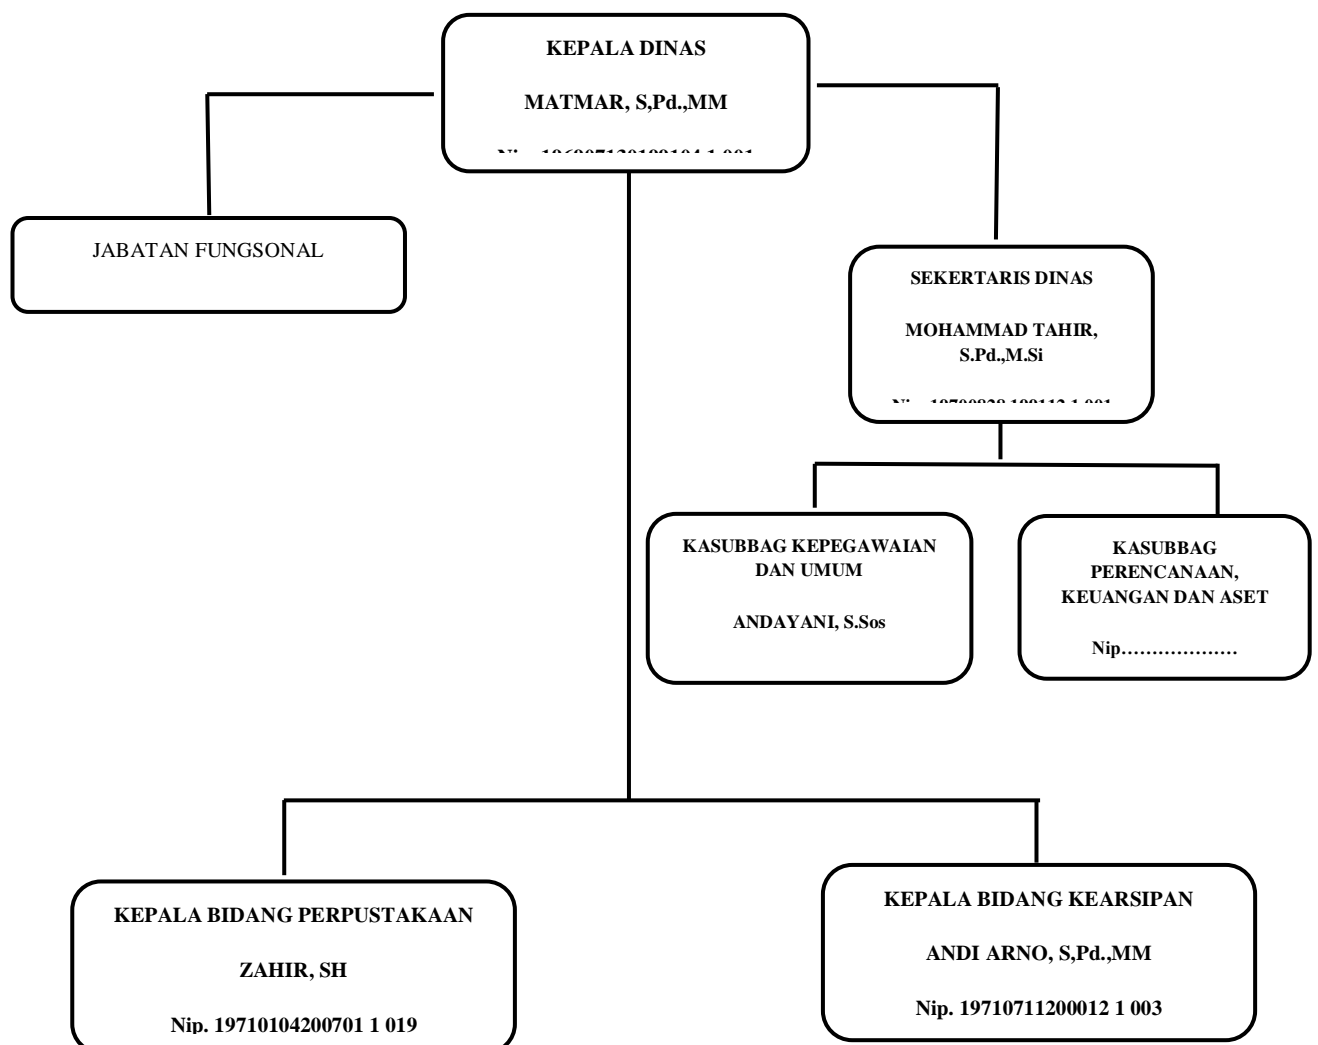 KEPALA DINAS
MATMAR, S,Pd.,MM
JABATAN FUNGSONAL
SEKERTARIS DINAS
MOHAMMAD TAHIR,
S.Pd.,M.Si
KASUBBAG KEPEGAWAIAN
DAN UMUM
ANDAYANI, S.Sos
KASUBBAG
PERENCANAAN,
KEUANGAN DAN ASET
Nip...................
KEPALA BIDANG PERPUSTAKAAN
ZAHIR, SH
Nip. 19710104200701 1 019
KEPALA BIDANG KEARSIPAN
ANDI ARNO, S,Pd.,MM
Nip. 19710711200012 1 003